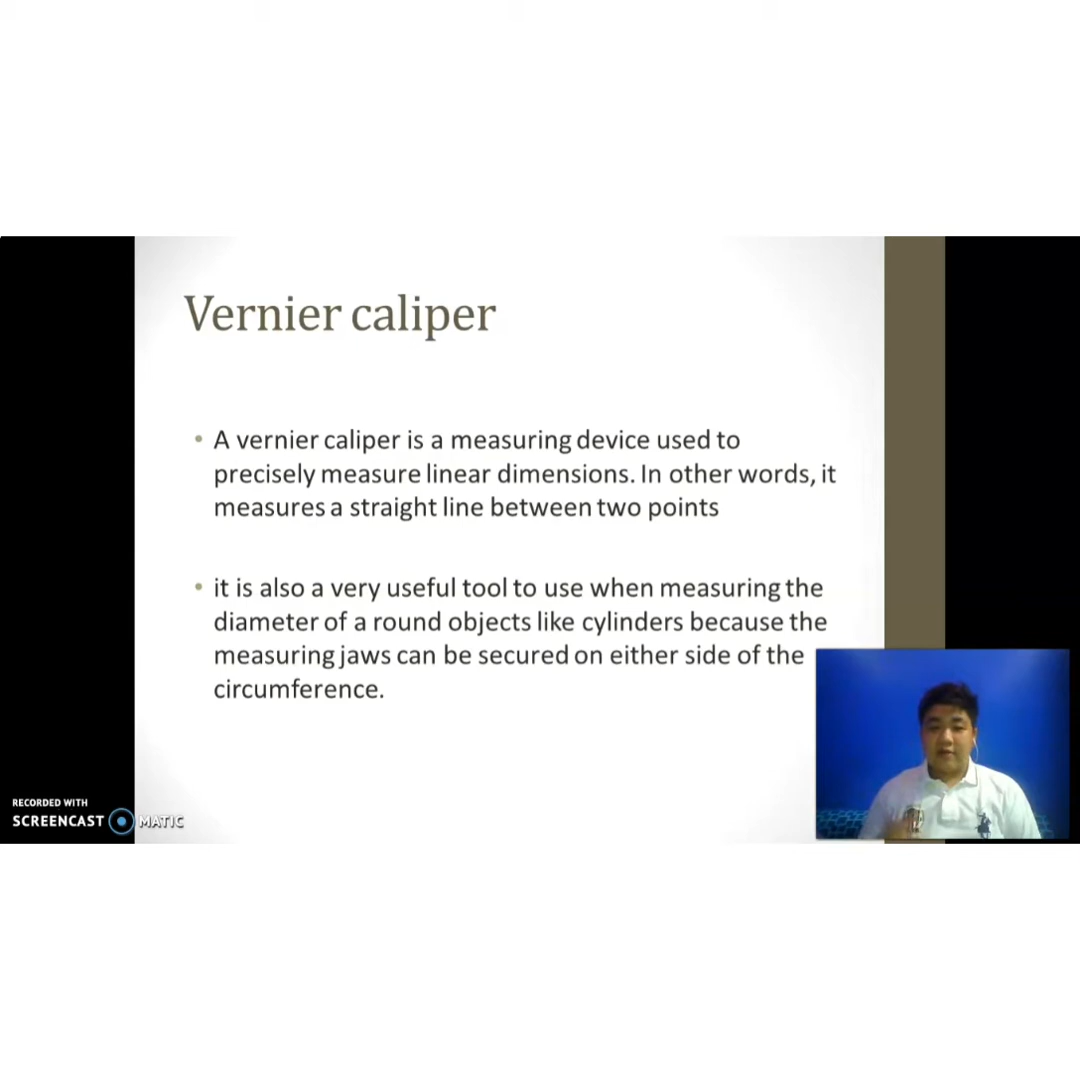 Vernier caliper
• A vernier caliper is a measuring device used to
precisely measure linear dimensions. In other words, it
measures a straight line between two points
• it is also a very useful tool to use when measuring the
diameter of a round objects like cylinders because the
measuring jaws can be secured on either side of the
circumference.
RECORDED WITH
SCREENCAST MATIC